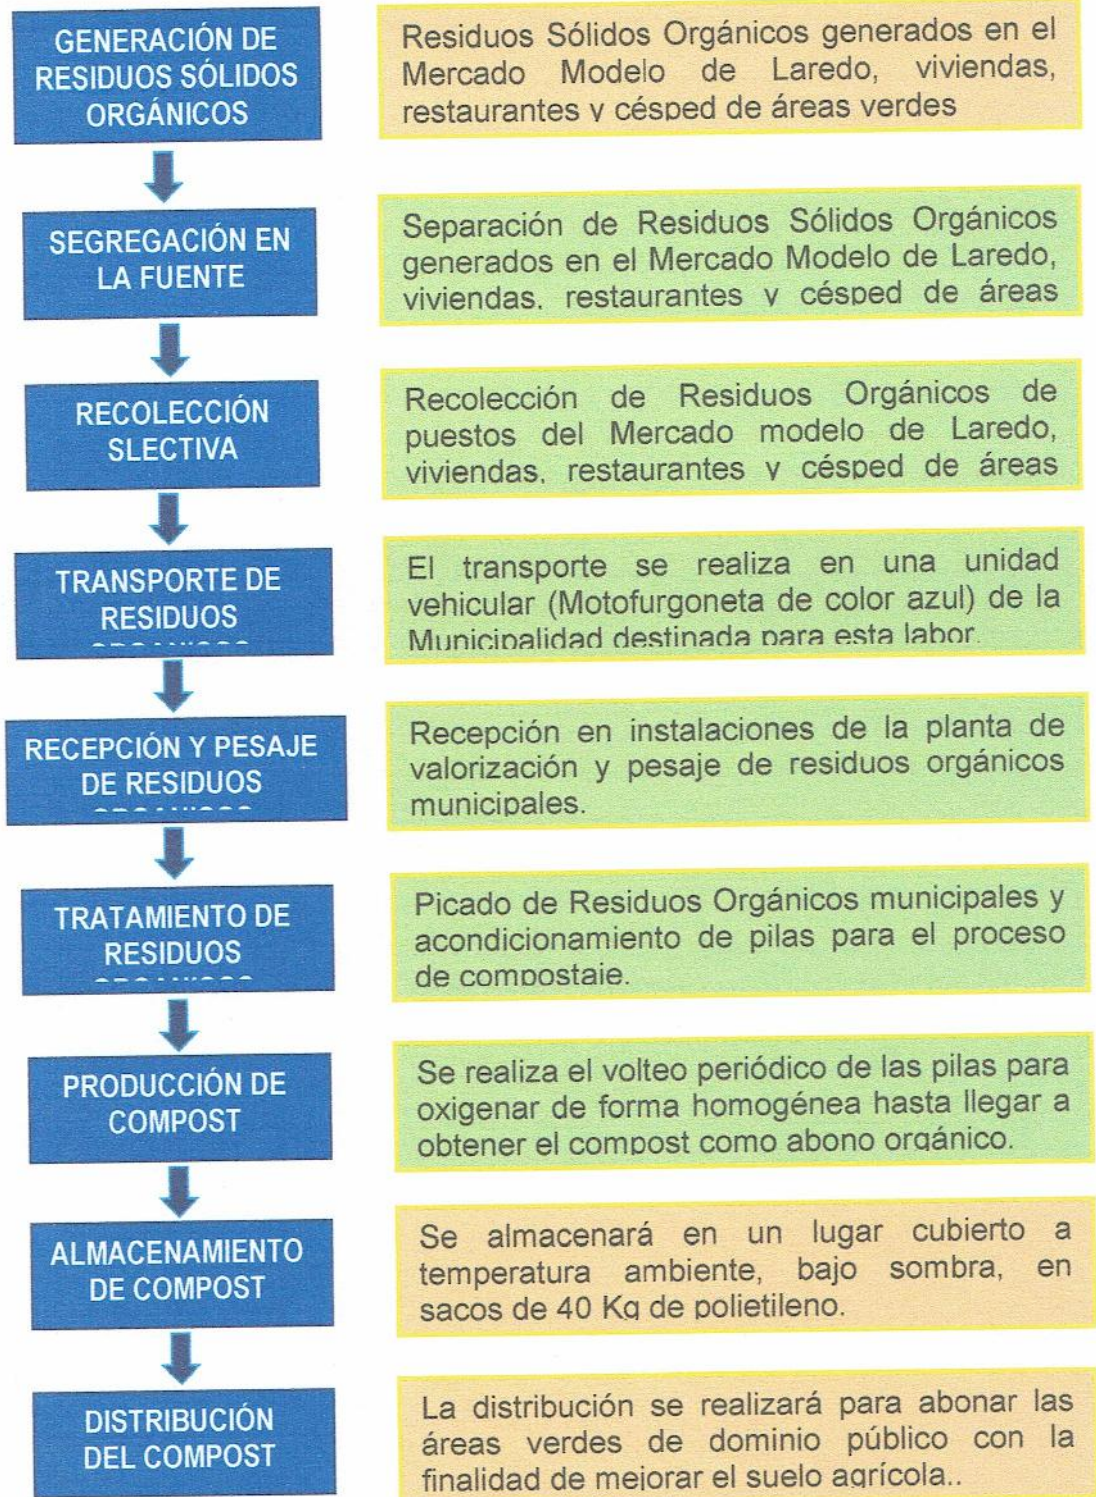 GENERACIÓN DE
RESIDUOS SÓLIDOS
ORGÁNICOS
Residuos Sólidos Orgánicos generados en el
Mercado Modelo de Laredo, viviendas,
restaurantes y césped de áreas verdes
SEGREGACIÓN EN
LA FUENTE
Separación de Residuos Sólidos Orgánicos
generados en el Mercado Modelo de Laredo,
viviendas, restaurantes y césped de áreas
RECOLECCIÓN
SLECTIVA
Recolección de Residuos Orgánicos de
puestos del Mercado modelo de Laredo,
viviendas, restaurantes y césped de áreas
TRANSPORTE DE
RESIDUOS
El transporte se realiza en una unidad
vehicular (Motofurgoneta de color azul) de la
Municipalidad destinada para esta labor.
RECEPCIÓN Y PESAJE
DE RESIDUOS
Recepción en instalaciones de la planta de
valorización y pesaje de residuos orgánicos
municipales.
TRATAMIENTO DE
RESIDUOS
Picado de Residuos Orgánicos municipales y
acondicionamiento de pilas para el proceso
de compostaje.
PRODUCCIÓN DE
COMPOST
Se realiza el volteo periódico de las pilas para
oxigenar de forma homogénea hasta llegar a
obtener el compost como abono orgánico.
ALMACENAMIENTO
DE COMPOST
Se almacenará en un lugar cubierto a
temperatura ambiente, bajo sombra, en
sacos de 40 Kg de polietileno.
DISTRIBUCIÓN
DEL COMPOST
La distribución se realizará para abonar las
áreas verdes de dominio público con la
finalidad de mejorar el suelo agrícola..